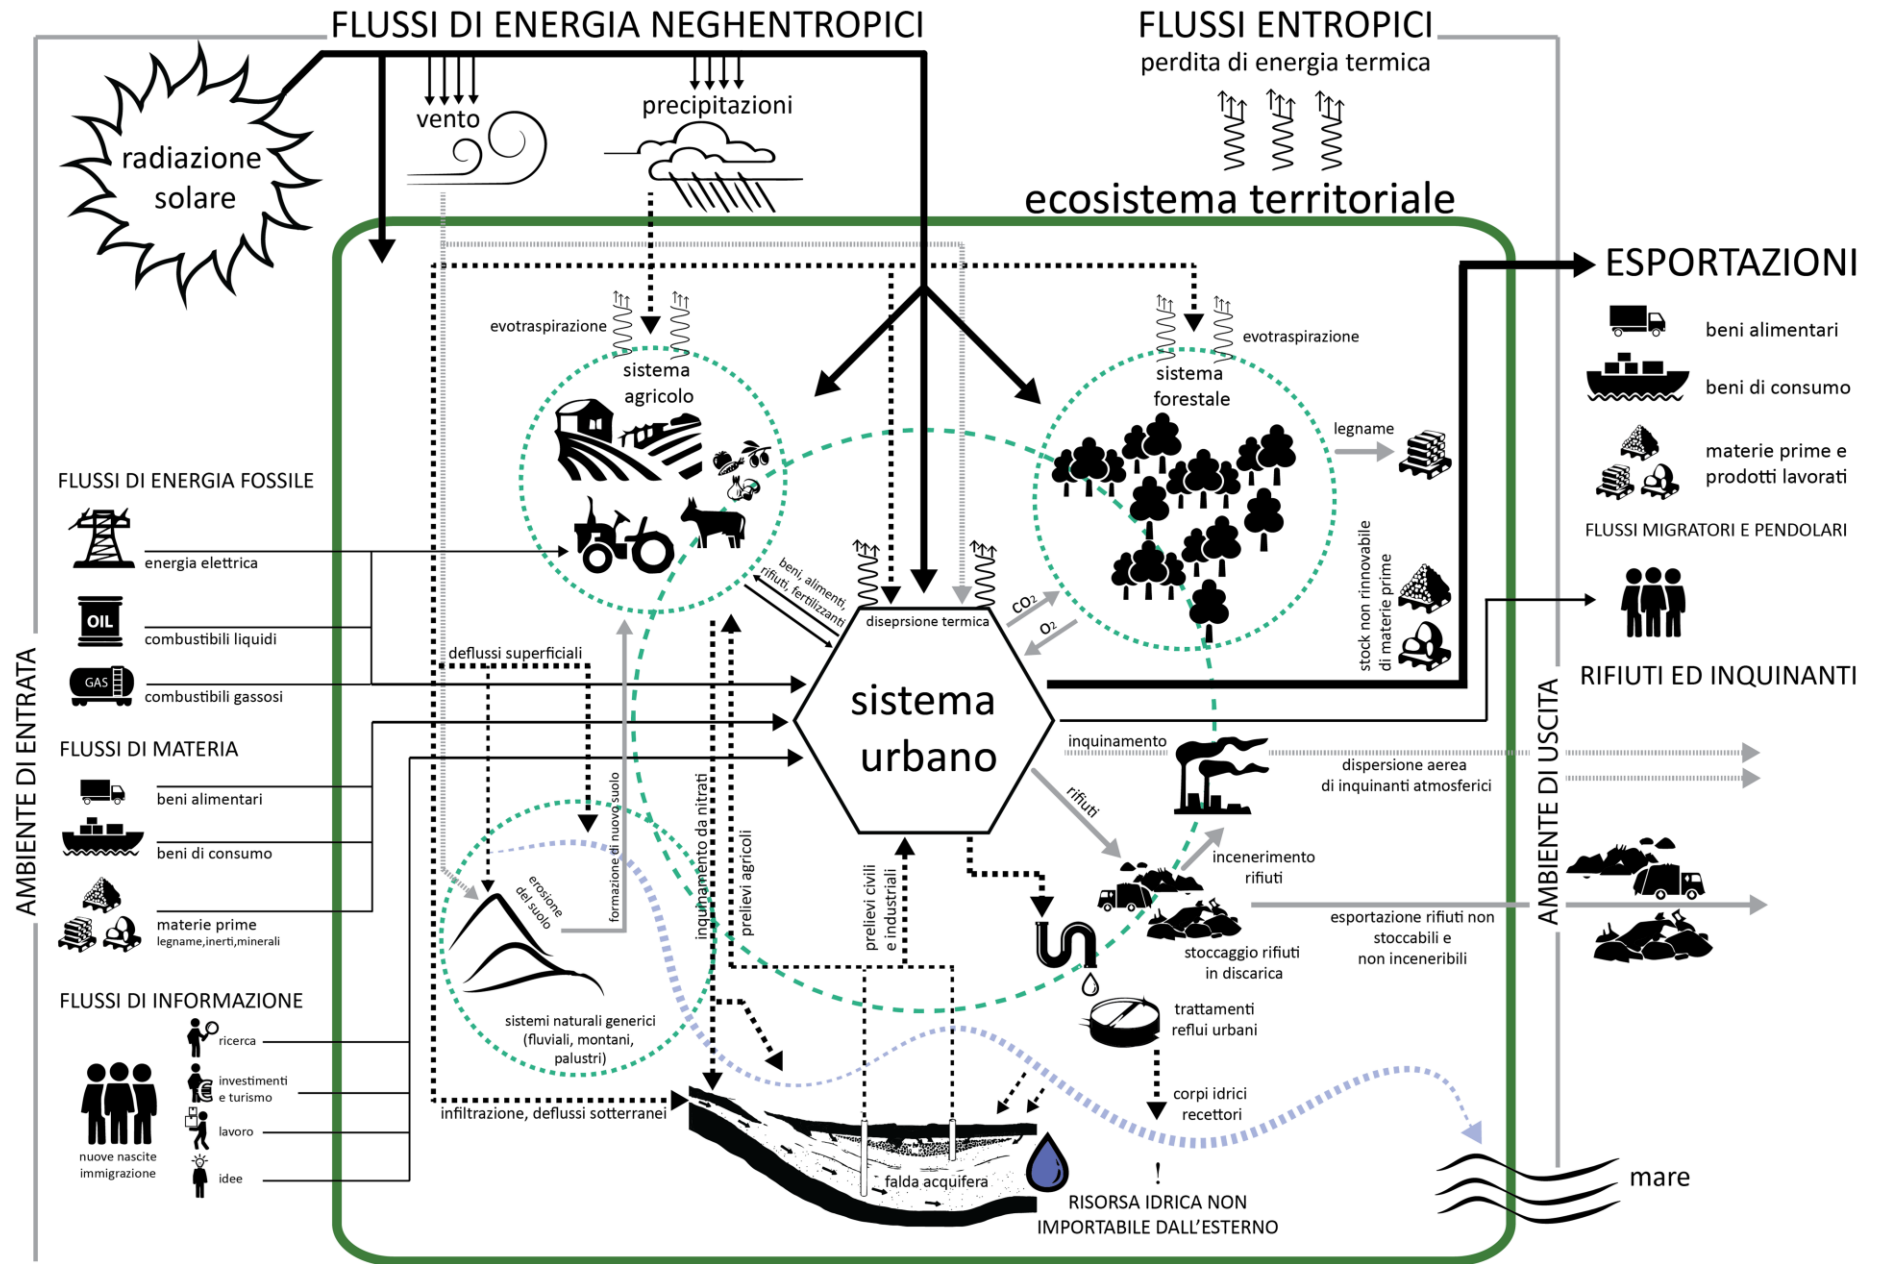 FLUSSI DI ENERGIA NEGHENTROPICI
FLUSSI ENTROPICI
perdita di energia termica
radiazione
solare
vento
precipitazioni
ecosistema territoriale
AMBIENTE DI ENTRATA
FLUSSI DI ENERGIA FOSSILE
energia elettrica
OIL
combustibili liquidi
GAS
combustibili gassosi
FLUSSI DI MATERIA
beni alimentari
beni di consumo
materie prime
legname,inerti,minerali
FLUSSI DI INFORMAZIONE
ricerca
investimenti
e turismo
lavoro
idee
nuove nascite
immigrazione
evotraspirazione
sistema
agricolo
evotraspirazione
sistema
forestale
legname
stock non rinnovabile
di materie prime
beni, alimenti,
rifiuti, fertilizzanti
diseprsione termica
CO2
O2
sistema
urbano
deflussi superficiali
formazione di nuovo suolo
erosione
del suolo
sistemi naturali generici
(fluviali, montani,
palustri)
inquinamento da nitrati
prelievi agricoli
prelievi civili
e industriali
infiltrazione, deflussi sotterranei
falda acquifera
inquinamento
rifiuti
incenerimento
rifiuti
stoccaggio rifiuti
in discarica
trattamenti
reflui urbani
corpi idrici
recettori
!
RISORSA IDRICA NON
IMPORTABILE DALL'ESTERNO
dispersione aerea
di inquinanti atmosferici
esportazione rifiuti non
stoccabili e
non inceneribili
AMBIENTE DI USCITA
ESPORTAZIONI
beni alimentari
beni di consumo
materie prime e
prodotti lavorati
FLUSSI MIGRATORI E PENDOLARI
RIFIUTI ED INQUINANTI
mare